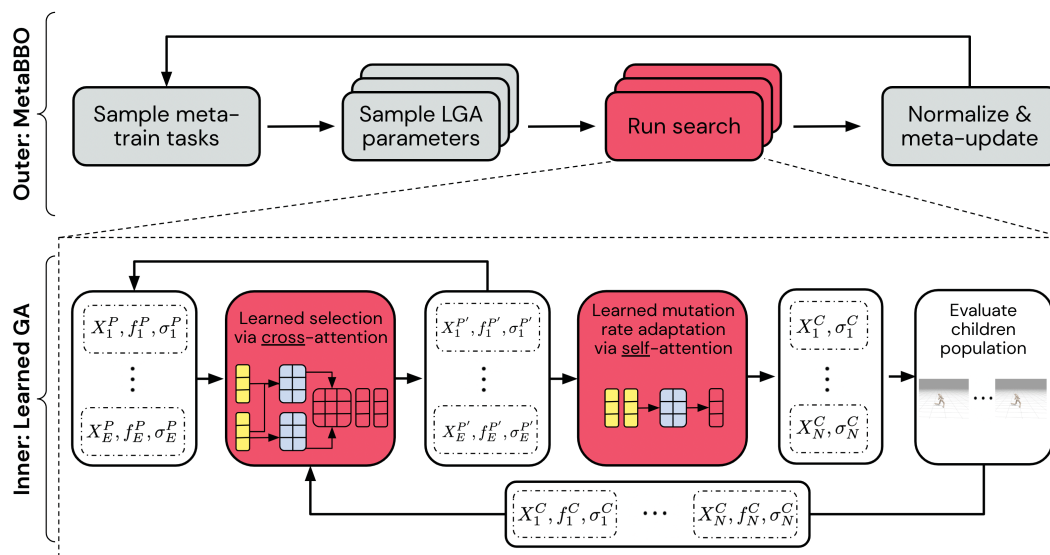 Outer: MetaBBO
Sample meta-
train tasks
Sample LGA
parameters
Run search
Normalize &
meta-update
Inner: Learned GA
X_1^P, f_1^P, σ_1^P
⋮
X_E^P, f_E^P, σ_E^P
Learned selection
via cross-attention
X_1^{P'}, f_1^{P'}, σ_1^{P'}
⋮
X_E^{P'}, f_E^{P'}, σ_E^{P'}
Learned mutation
rate adaptation
via self-attention
X_1^C, σ_1^C
⋮
X_N^C, σ_N^C
Evaluate
children
population
...
X_1^C, f_1^C, σ_1^C ... X_N^C, f_N^C, σ_N^C